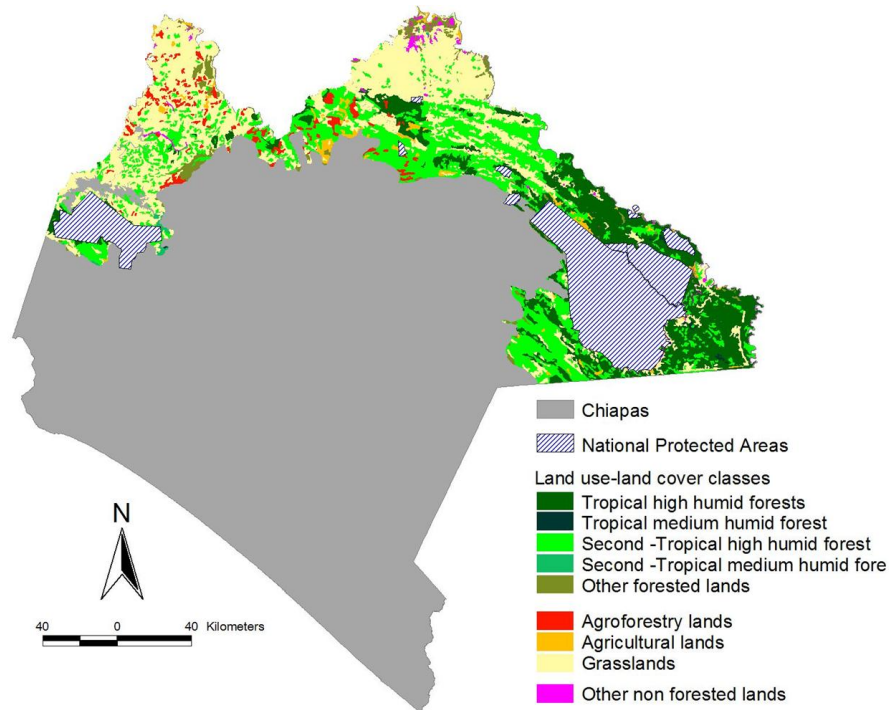 Chiapas
National Protected Areas
Land use-land cover classes
Tropical high humid forests
Tropical medium humid forest
Second -Tropical high humid forest
Second -Tropical medium humid fore
Other forested lands
Agroforestry lands
Agricultural lands
Grasslands
Other non forested lands
N
40 0 40 Kilometers